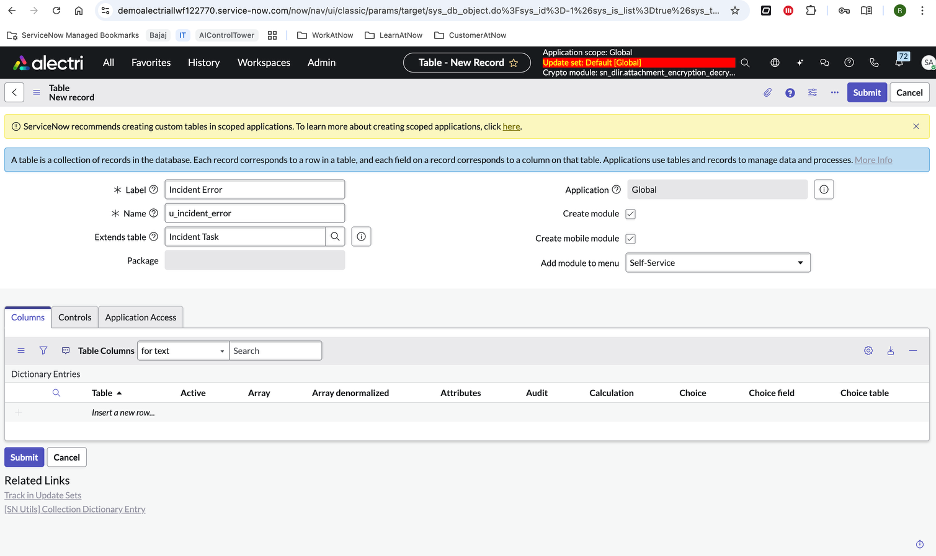 demoalectriallwf122770.service-now.com/now/nav/ui/classic/params/target/sys_db_object.do%3Fsys_id%3D-1%26sys_is_list%3Dtrue%26sys_t...
B
ServiceNow Managed Bookmarks Bajaj IT AIControlTower WorkAtNow LearnAtNow CustomerAtNow
alectri All Favorites History Workspaces Admin Table - New Record
Application scope: Global
Update set: Default [Global]
Crypto module: sn_dlir.attachment_encryption_decry...
72
SA
Table
New record
Submit Cancel
ServiceNow recommends creating custom tables in scoped applications. To learn more about creating scoped applications, click here.
A table is a collection of records in the database. Each record corresponds to a row in a table, and each field on a record corresponds to a column on that table. Applications use tables and records to manage data and processes. More Info
Label Incident Error Application Global
Name u_incident_error Create module
Extends table Incident Task Create mobile module
Package Add module to menu Self-Service
Columns Controls Application Access
Table Columns for text Search
Dictionary Entries
Table Active Array Array denormalized Attributes Audit Calculation Choice Choice field Choice table
Insert a new row...
Submit Cancel
Related Links
Track in Update Sets
[SN Utils] Collection Dictionary Entry